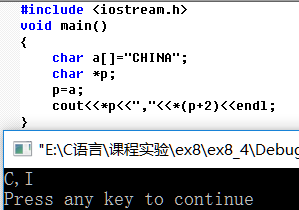 #include <iostream.h>
void main()
{
char a[]="CHINA";
char *p;
p=a;
cout<<*p<<","<<*(p+2)<<endl;
}
"E:\C语言\课程实验\ex8\ex8_4\Debug
C,I
Press any key to continue